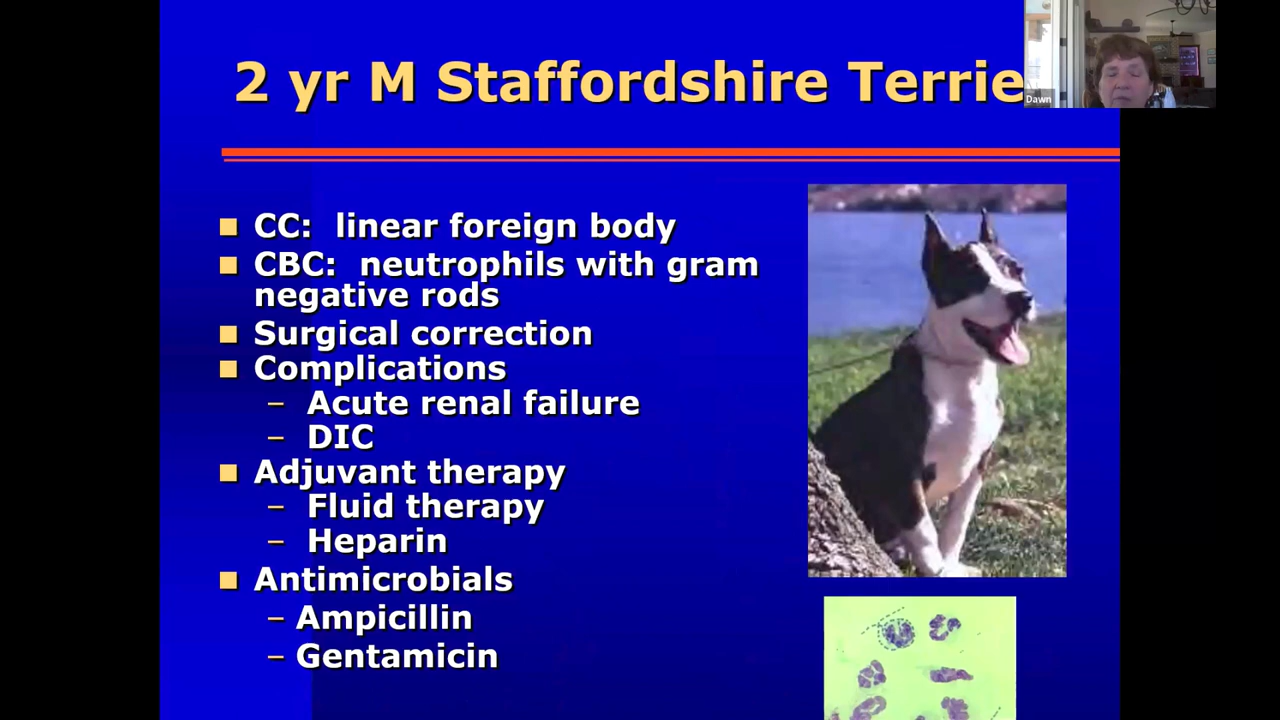 2 yr M Staffordshire Terrie
Dawn
■ CC: linear foreign body
■ CBC: neutrophils with gram
negative rods
■ Surgical correction
■ Complications
– Acute renal failure
– DIC
■ Adjuvant therapy
– Fluid therapy
– Heparin
■ Antimicrobials
– Ampicillin
– Gentamicin